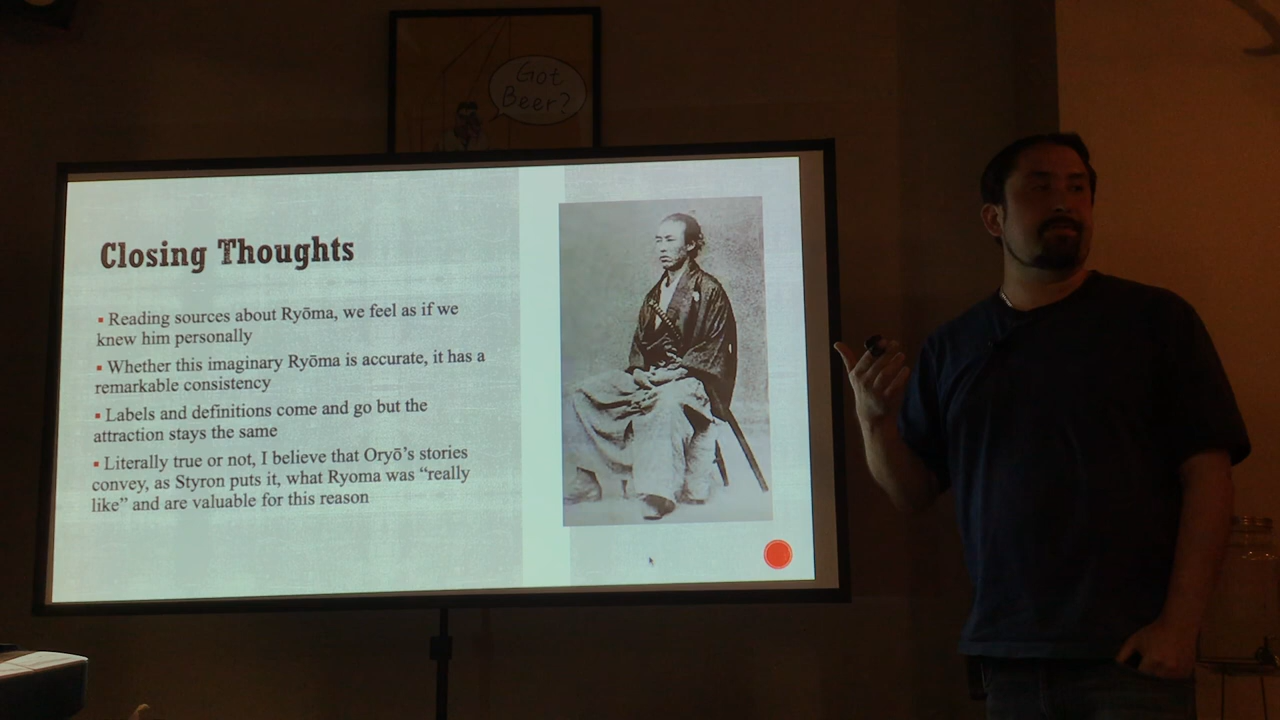 Got
Beer?
Closing Thoughts
▪ Reading sources about Ryōma, we feel as if we
knew him personally
▪ Whether this imaginary Ryōma is accurate, it has a
remarkable consistency
▪ Labels and definitions come and go but the
attraction stays the same
▪ Literally true or not, I believe that Oryō's stories
convey, as Styron puts it, what Ryoma was “really
like” and are valuable for this reason